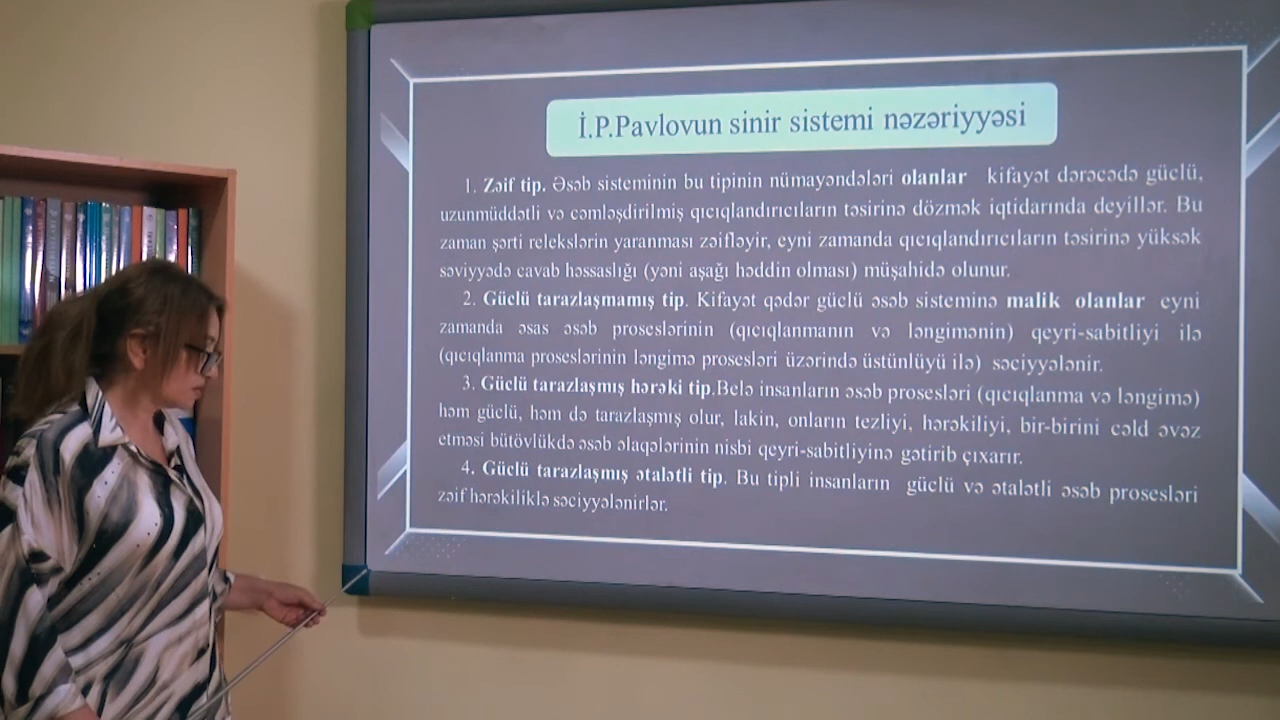 İ.P.Pavlovun sinir sistemi nəzəriyyəsi
1. Zəif tip. Əsəb sisteminin bu tipinin nümayəndələri olanlar kifayət dərəcədə güclü,
uzunmüddətli və cəmləşdirilmiş qıcıqlandırıcıların təsirinə dözmək iqtidarında deyillər. Bu
zaman şərti relekslərin yaranması zəifləyir, eyni zamanda qıcıqlandırıcıların təsirinə yüksək
səviyyədə cavab həssaslığı (yəni aşağı həddin olması) müşahidə olunur.
2. Güclü tarazlaşmamış tip. Kifayət qədər güclü əsəb sisteminə malik olanlar eyni
zamanda əsas əsəb proseslərinin (qıcıqlanmanın və ləngimənin) qeyri-sabitliyi ilə
(qıcıqlanma proseslərinin ləngimə prosesləri üzərində üstünlüyü ilə) səciyyələnir.
3. Güclü tarazlaşmış hərəki tip.Belə insanların əsəb prosesləri (qıcıqlanma və ləngimə)
həm güclü, həm də tarazlaşmış olur, lakin, onların tezliyi, hərəkiliyi, bir-birini cəld əvəz
etməsi bütövlükdə əsəb əlaqələrinin nisbi qeyri-sabitliyinə gətirib çıxarır.
4. Güclü tarazlaşmış ətalətli tip. Bu tipli insanların güclü və ətalətli əsəb prosesləri
zəif hərəkiliklə səciyyələnirlər.